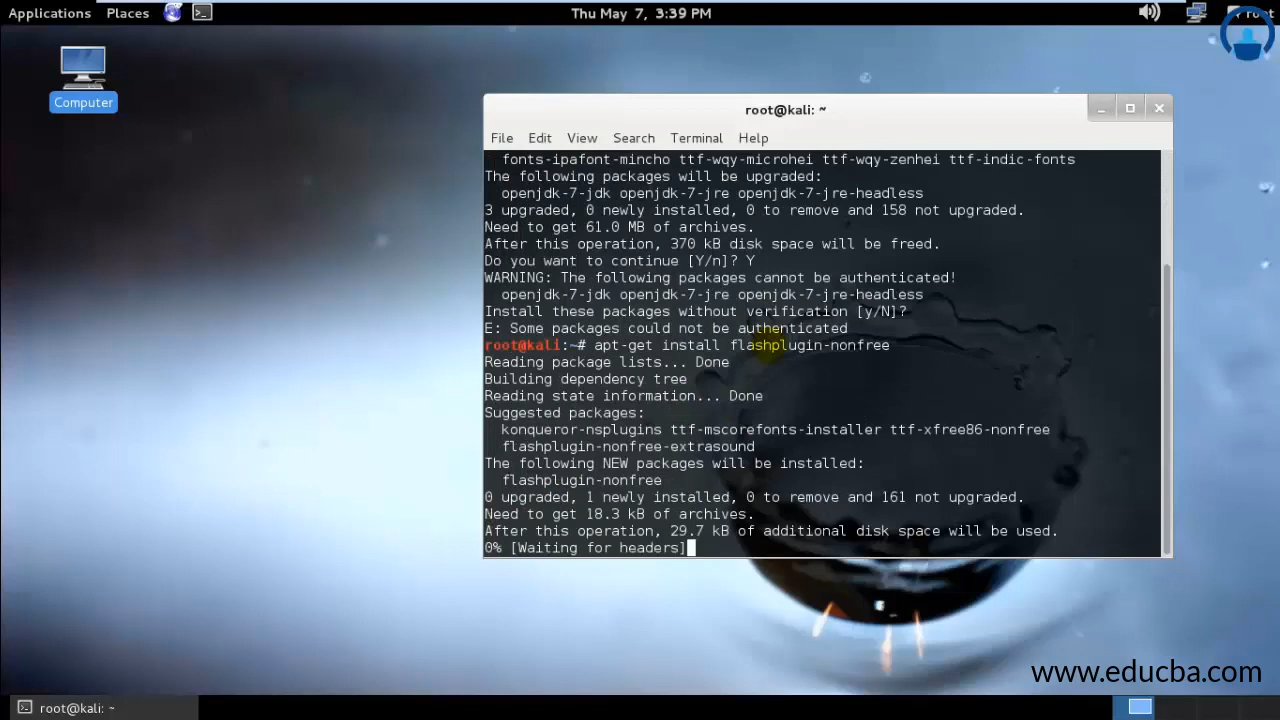 Applications Places Thu May 7, 3:39 PM root
Computer
root@kali: ~
File Edit View Search Terminal Help
fonts-ipafont-mincho ttf-wqy-microhei ttf-wqy-zenhei ttf-indic-fonts
The following packages will be upgraded:
openjdk-7-jdk openjdk-7-jre openjdk-7-jre-headless
3 upgraded, 0 newly installed, 0 to remove and 158 not upgraded.
Need to get 61.0 MB of archives.
After this operation, 370 kB disk space will be freed.
Do you want to continue [Y/n]? Y
WARNING: The following packages cannot be authenticated!
openjdk-7-jdk openjdk-7-jre openjdk-7-jre-headless
Install these packages without verification [y/N]?
E: Some packages could not be authenticated
root@kali:~# apt-get install flashplugin-nonfree
Reading package lists... Done
Building dependency tree
Reading state information... Done
Suggested packages:
konqueror-nsplugins ttf-mscorefonts-installer ttf-xfree86-nonfree
flashplugin-nonfree-extrasound
The following NEW packages will be installed:
flashplugin-nonfree
0 upgraded, 1 newly installed, 0 to remove and 161 not upgraded.
Need to get 18.3 kB of archives.
After this operation, 29.7 kB of additional disk space will be used.
0% [Waiting for headers]
www.educba.com
root@kali: ~